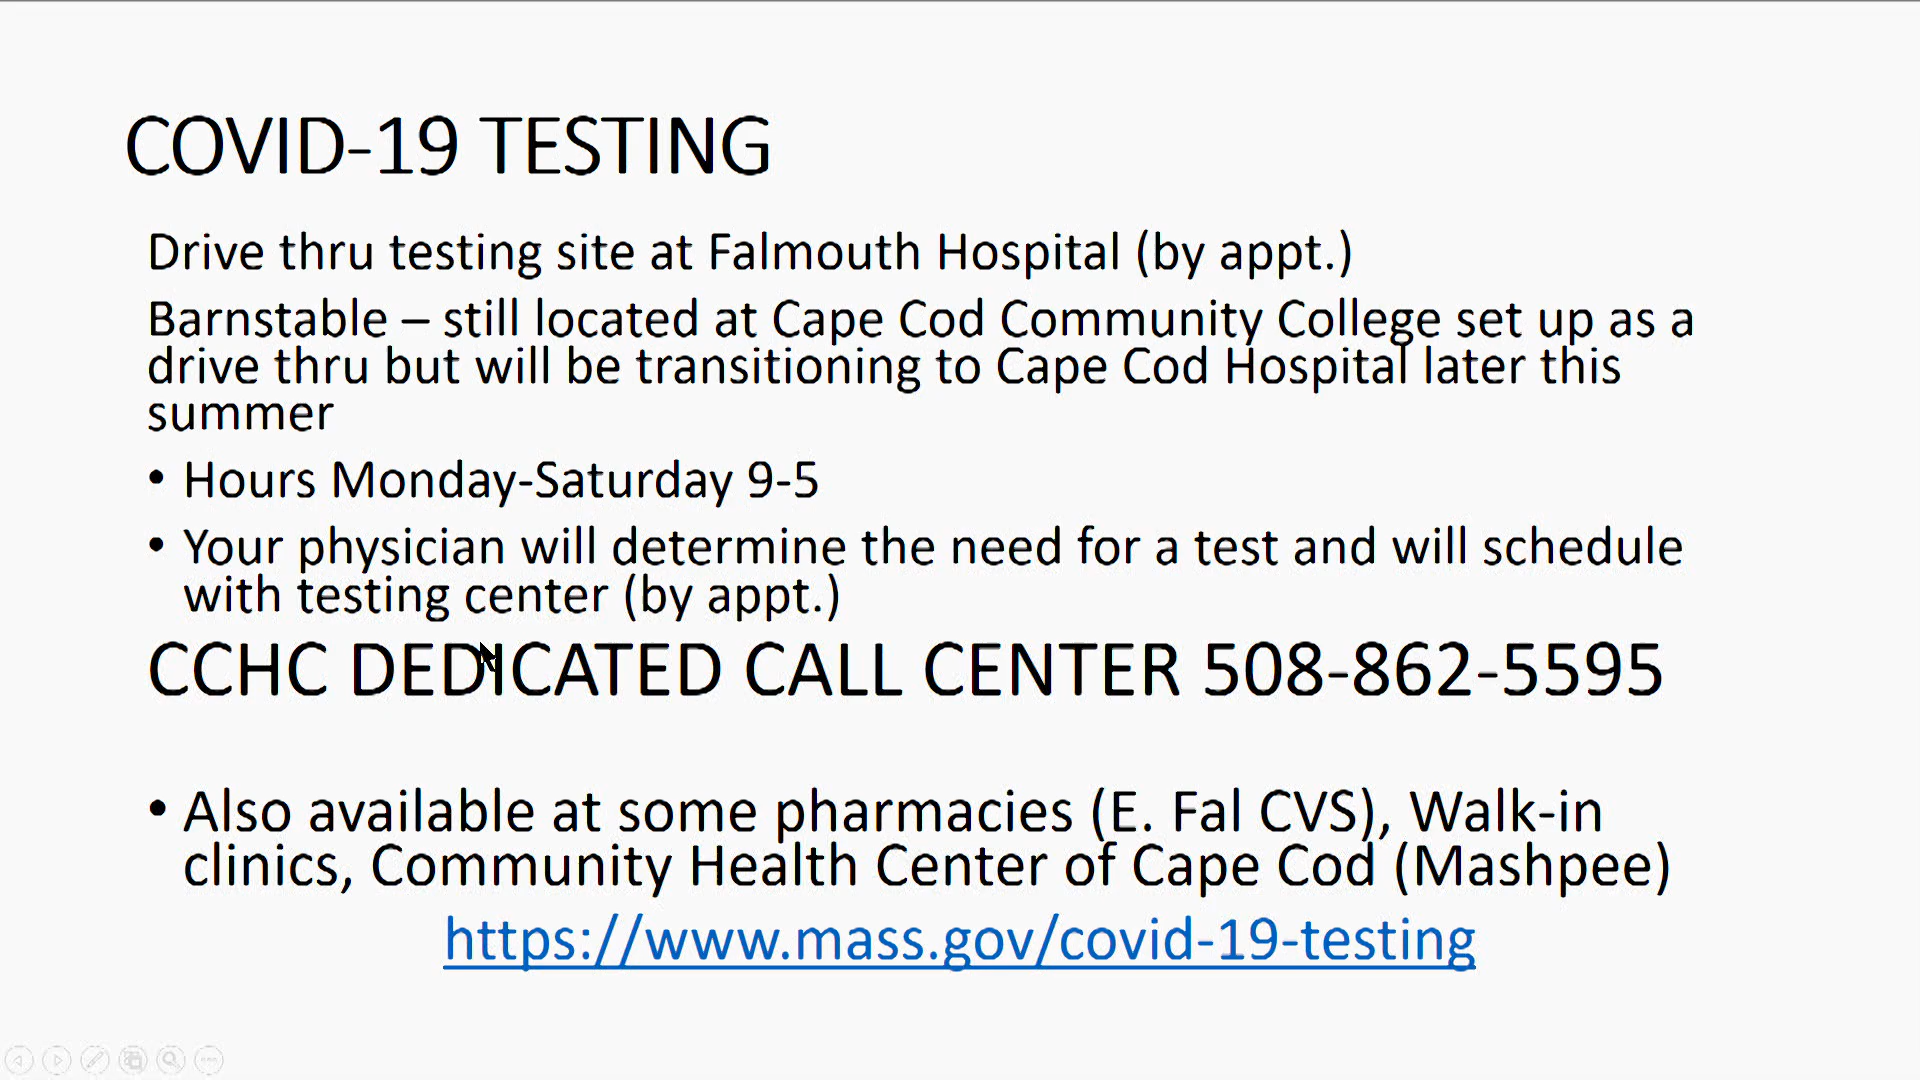 COVID-19 TESTING
Drive thru testing site at Falmouth Hospital (by appt.)
Barnstable – still located at Cape Cod Community College set up as a
drive thru but will be transitioning to Cape Cod Hospital later this
summer
• Hours Monday-Saturday 9-5
• Your physician will determine the need for a test and will schedule
with testing center (by appt.)
CCHC DEDICATED CALL CENTER 508-862-5595
• Also available at some pharmacies (E. Fal CVS), Walk-in
clinics, Community Health Center of Cape Cod (Mashpee)
https://www.mass.gov/covid-19-testing